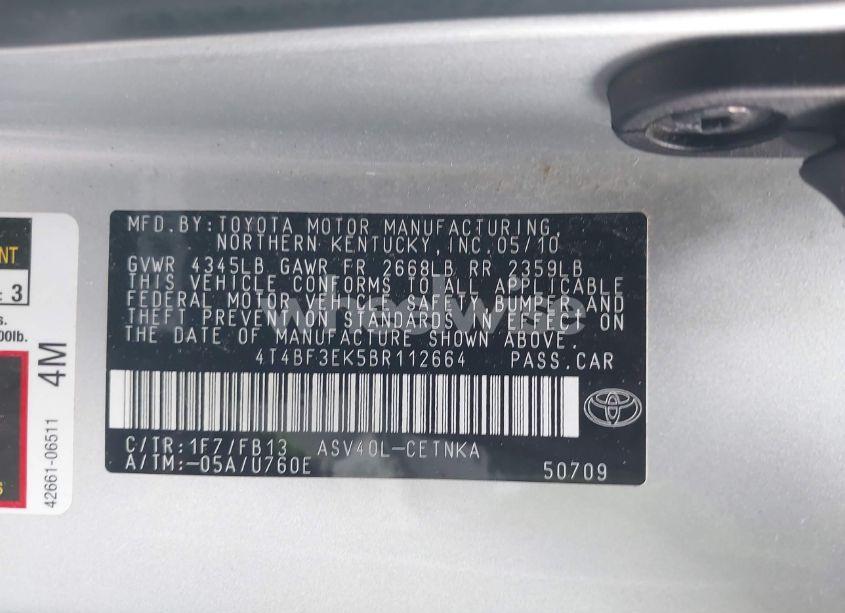 MFD.BY:TOYOTA MOTOR MANUFACTURING,
NORTHERN KENTUCKY, INC.05/10
GVWR 4345LB GAWR FR 2668LB RR 2359LB
THIS VEHICLE CONFORMS TO ALL APPLICABLE
FEDERAL MOTOR VEHICLE SAFETY BUMPER,AND
THEFT PREVENTION STANDARDS IN EFFECT ON
THE DATE OF MANUFACTURE SHOWN ABOVE.
4T4BF3EK5BR112664 PASS.CAR
C/TR:1F7/FB13 ASV40L-CETNKA
A/TM:-05A/U760E 50709
3
4M
42661-06511